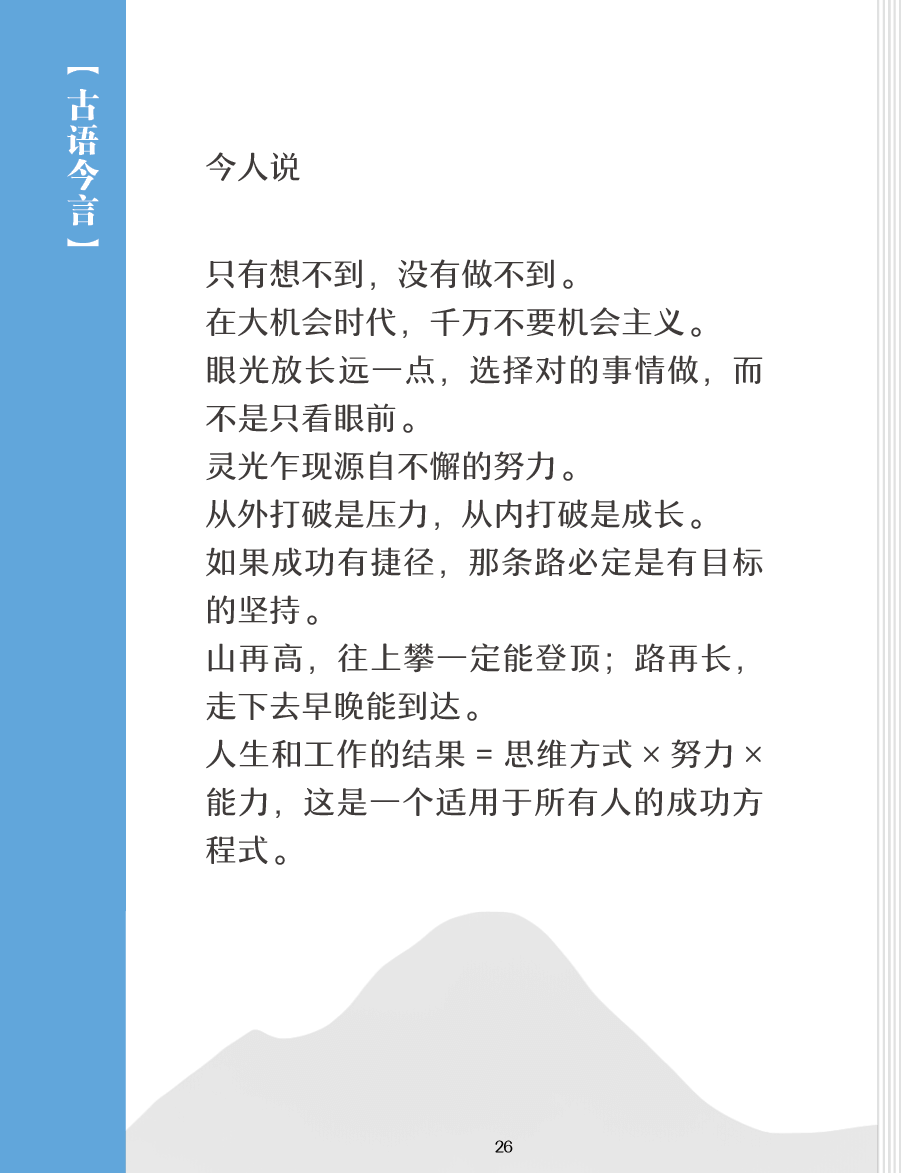 【古语今言】
今人说
只有想不到，没有做不到。
在大机会时代，千万不要机会主义。
眼光放长远一点，选择对的事情做，而
不是只看眼前。
灵光乍现源自不懈的努力。
从外打破是压力，从内打破是成长。
如果成功有捷径，那条路必定是有目标
的坚持。
山再高，往上攀一定能登顶；路再长，
走下去早晚能到达。
人生和工作的结果 = 思维方式 × 努力 ×
能力，这是一个适用于所有人的成功方
程式。
26